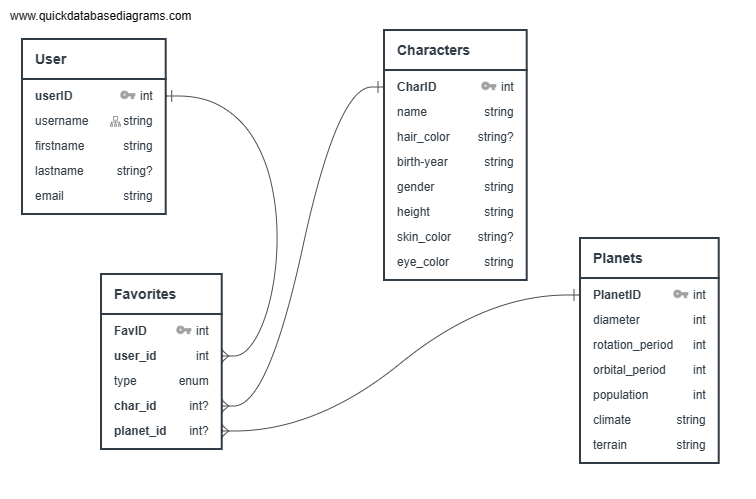 www.quickdatabasediagrams.com
User
userID int
username string
firstname string
lastname string?
email string
Characters
CharID int
name string
hair_color string?
birth-year string
gender string
height string
skin_color string?
eye_color string
Favorites
FavID int
user_id int
type enum
char_id int?
planet_id int?
Planets
PlanetID int
diameter int
rotation_period int
orbital_period int
population int
climate string
terrain string